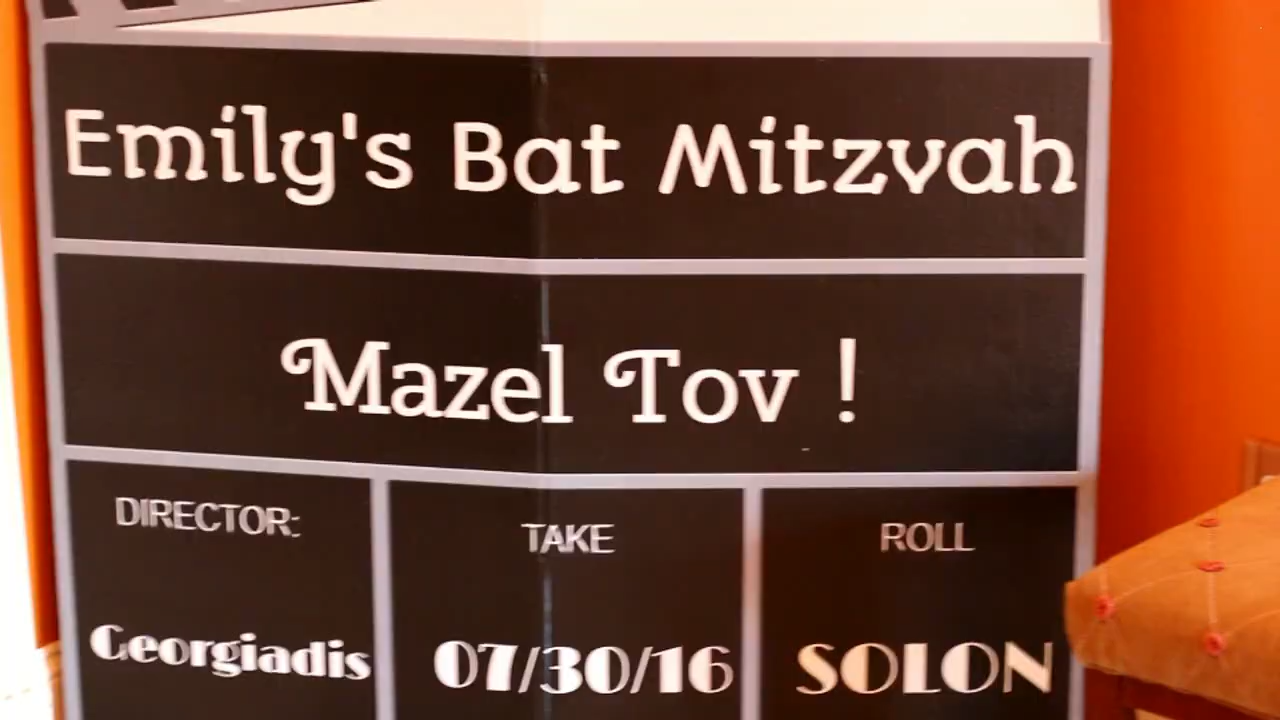 Emily's Bat Mitzvah
Mazel Tov !
DIRECTOR:
Georgiadis
TAKE
07/30/16
ROLL
SOLON